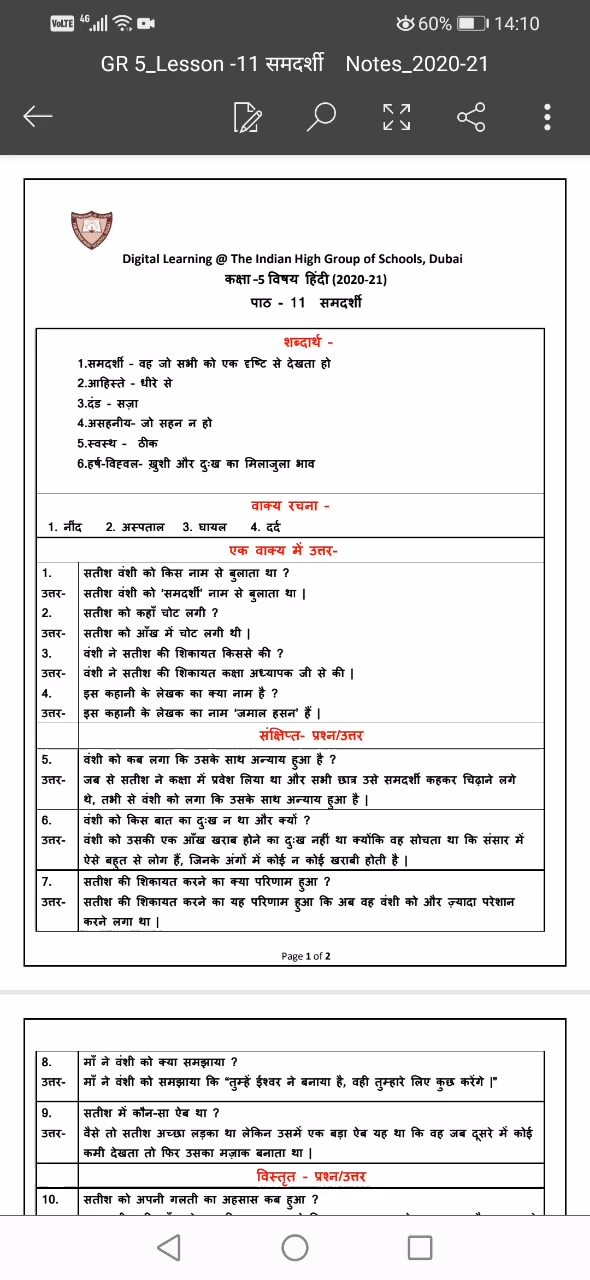 VoLTE 4G 60% 14:10
GR 5_Lesson -11 समदर्शी Notes_2020-21
Digital Learning @ The Indian High Group of Schools, Dubai
कक्षा -5 विषय हिंदी (2020-21)
पाठ - 11 समदर्शी
शब्दार्थ -
1.समदर्शी - वह जो सभी को एक दृष्टि से देखता हो
2.आहिस्ते - धीरे से
3.दंड - सज़ा
4.असहनीय- जो सहन न हो
5.स्वस्थ - ठीक
6.हर्ष-विह्वल- ख़ुशी और दुःख का मिलाजुला भाव
वाक्य रचना -
1. नींद 2. अस्पताल 3. घायल 4. दर्द
एक वाक्य में उत्तर-
1. सतीश वंशी को किस नाम से बुलाता था ?
उत्तर- सतीश वंशी को ‘समदर्शी’ नाम से बुलाता था |
2. सतीश को कहाँ चोट लगी ?
उत्तर- सतीश को आँख में चोट लगी थी |
3. वंशी ने सतीश की शिकायत किससे की ?
उत्तर- वंशी ने सतीश की शिकायत कक्षा अध्यापक जी से की |
4. इस कहानी के लेखक का क्या नाम है ?
उत्तर- इस कहानी के लेखक का नाम ‘जमाल हसन’ हैं |
संक्षिप्त- प्रश्न/उत्तर
5. वंशी को कब लगा कि उसके साथ अन्याय हुआ है ?
उत्तर- जब से सतीश ने कक्षा में प्रवेश लिया था और सभी छात्र उसे समदर्शी कहकर चिढ़ाने लगे
थे, तभी से वंशी को लगा कि उसके साथ अन्याय हुआ है |
6. वंशी को किस बात का दुःख न था और क्यों ?
उत्तर- वंशी को उसकी एक आँख खराब होने का दुःख नहीं था क्योंकि वह सोचता था कि संसार में
ऐसे बहुत से लोग हैं, जिनके अंगों में कोई न कोई खराबी होती है |
7. सतीश की शिकायत करने का क्या परिणाम हुआ ?
उत्तर- सतीश की शिकायत करने का यह परिणाम हुआ कि अब वह वंशी को और ज़्यादा परेशान
करने लगा था |
Page 1 of 2
8. माँ ने वंशी को क्या समझाया ?
उत्तर- माँ ने वंशी को समझाया कि “तुम्हें ईश्वर ने बनाया है, वही तुम्हारे लिए कुछ करेंगे |”
9. सतीश में कौन-सा ऐब था ?
उत्तर- वैसे तो सतीश अच्छा लड़का था लेकिन उसमें एक बड़ा ऐब यह था कि वह जब दूसरे में कोई
कमी देखता तो फिर उसका मज़ाक बनाता था |
विस्तृत - प्रश्न/उत्तर
10. सतीश को अपनी गलती का अहसास कब हुआ ?